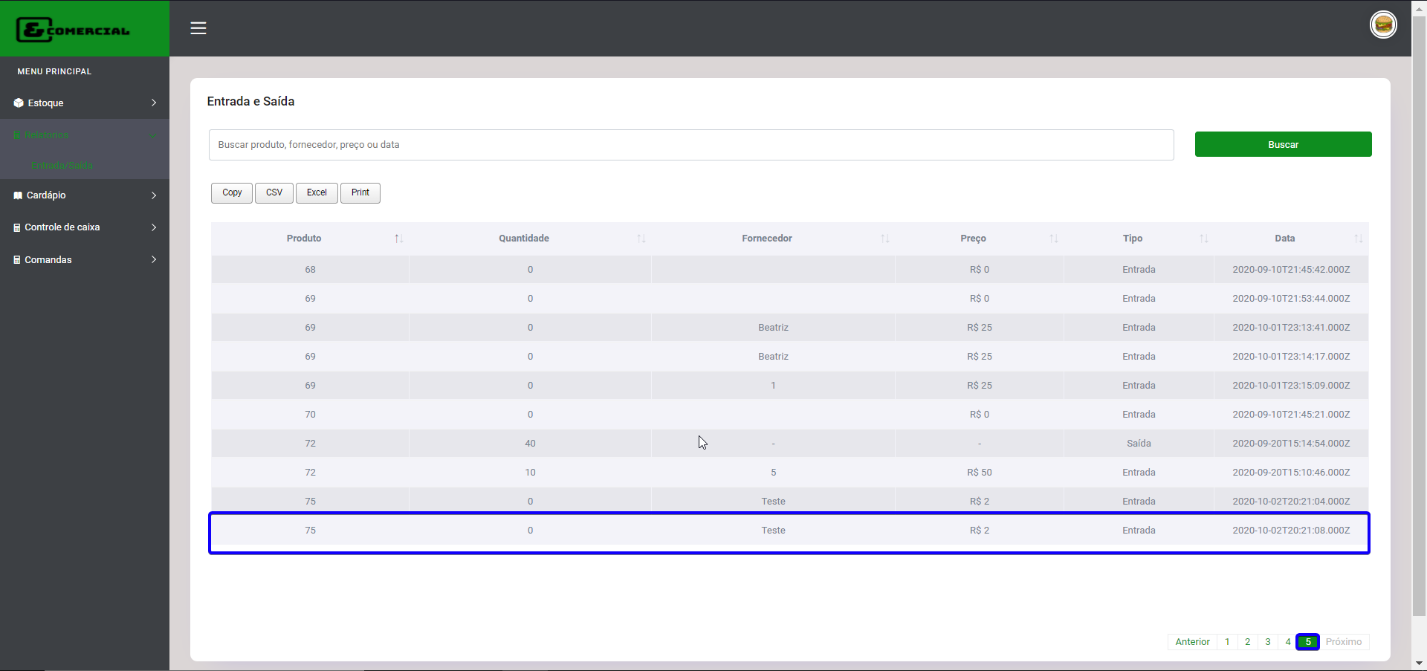 & COMERCIAL
MENU PRINCIPAL
Estoque
Relatórios
Entrada/Saída
Cardápio
Controle de caixa
Comandas
Entrada e Saída
Buscar produto, fornecedor, preço ou data
Buscar
Copy CSV Excel Print
Produto Quantidade Fornecedor Preço Tipo Data
68 0 R$ 0 Entrada 2020-09-10T21:45:42.000Z
69 0 R$ 0 Entrada 2020-09-10T21:53:44.000Z
69 0 Beatriz R$ 25 Entrada 2020-10-01T23:13:41.000Z
69 0 Beatriz R$ 25 Entrada 2020-10-01T23:14:17.000Z
69 0 1 R$ 25 Entrada 2020-10-01T23:15:09.000Z
70 0 R$ 0 Entrada 2020-09-10T21:45:21.000Z
72 40 - - Saída 2020-09-20T15:14:54.000Z
72 10 5 R$ 50 Entrada 2020-09-20T15:10:46.000Z
75 0 Teste R$ 2 Entrada 2020-10-02T20:21:04.000Z
75 0 Teste R$ 2 Entrada 2020-10-02T20:21:08.000Z
Anterior 1 2 3 4 5 Próximo